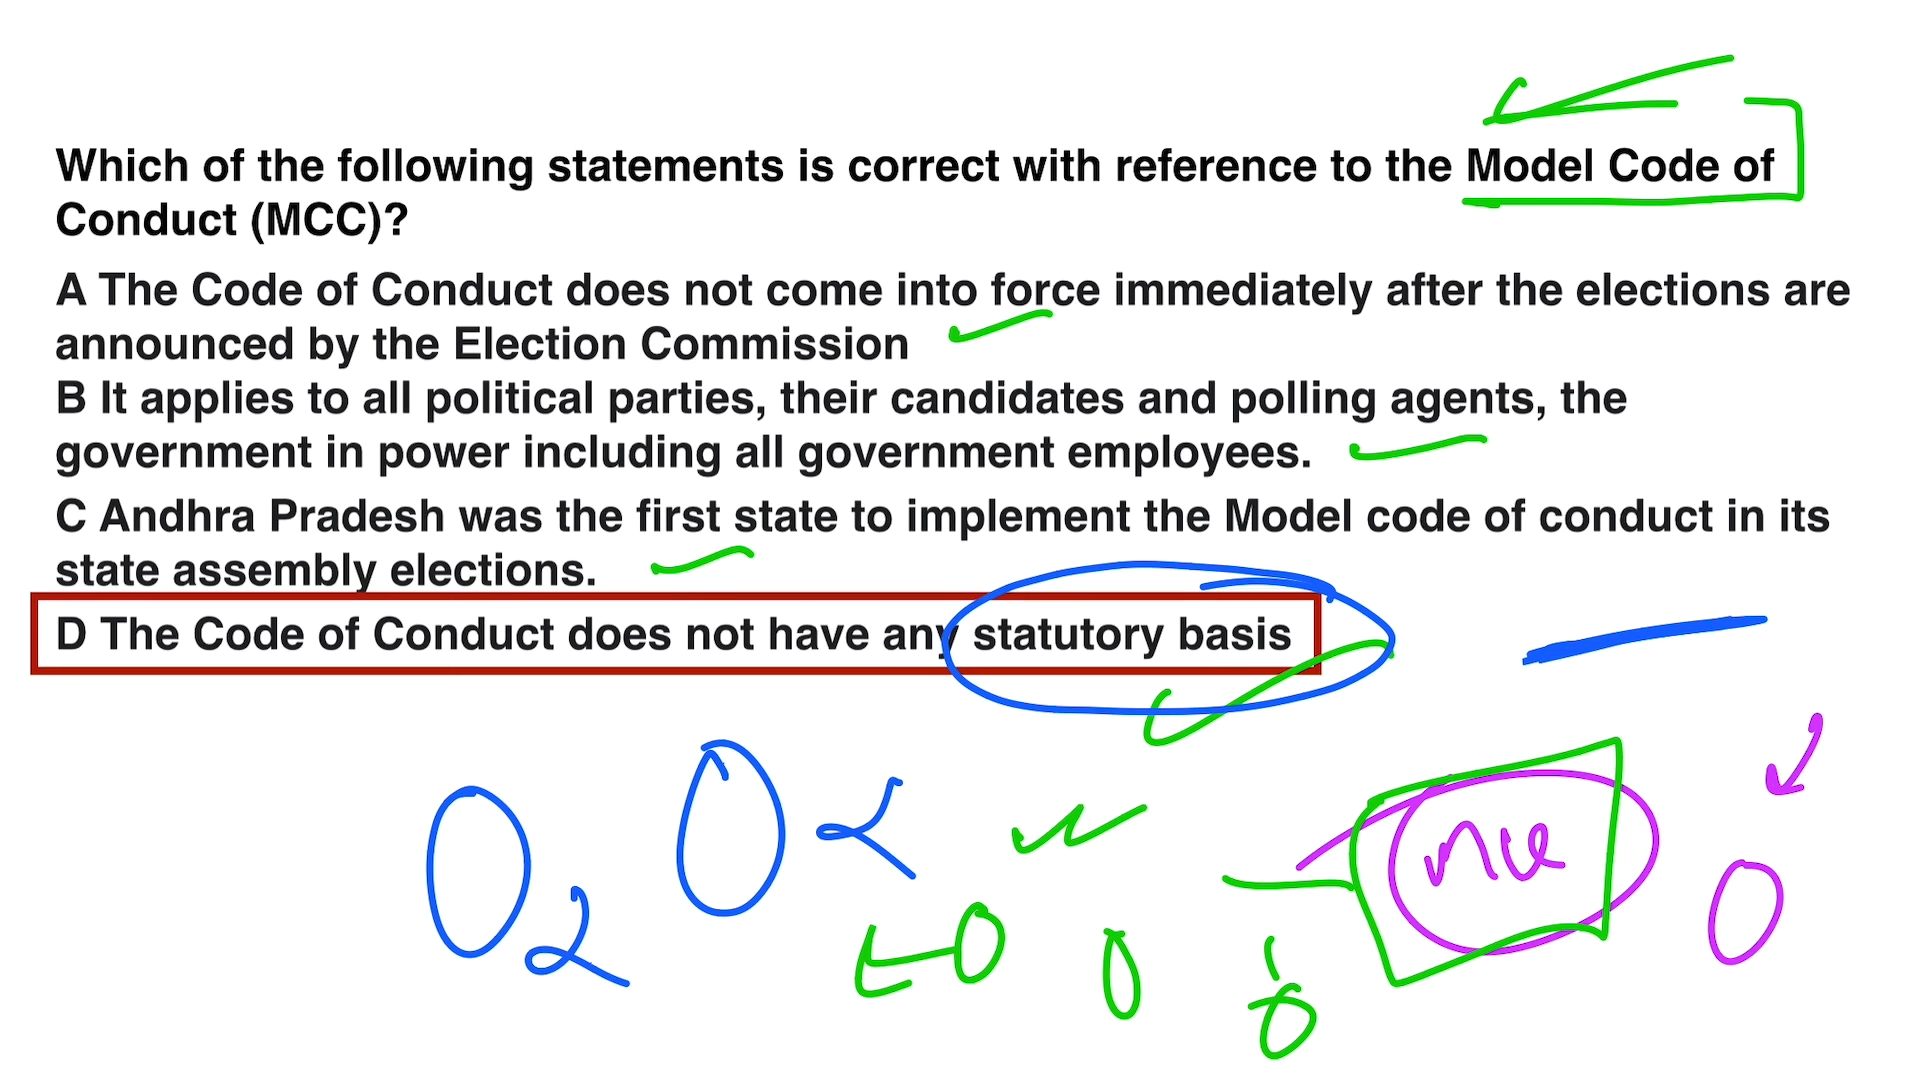 Which of the following statements is correct with reference to the Model Code of
Conduct (MCC)?
A The Code of Conduct does not come into force immediately after the elections are
announced by the Election Commission
B It applies to all political parties, their candidates and polling agents, the
government in power including all government employees.
C Andhra Pradesh was the first state to implement the Model code of conduct in its
state assembly elections.
D The Code of Conduct does not have any statutory basis